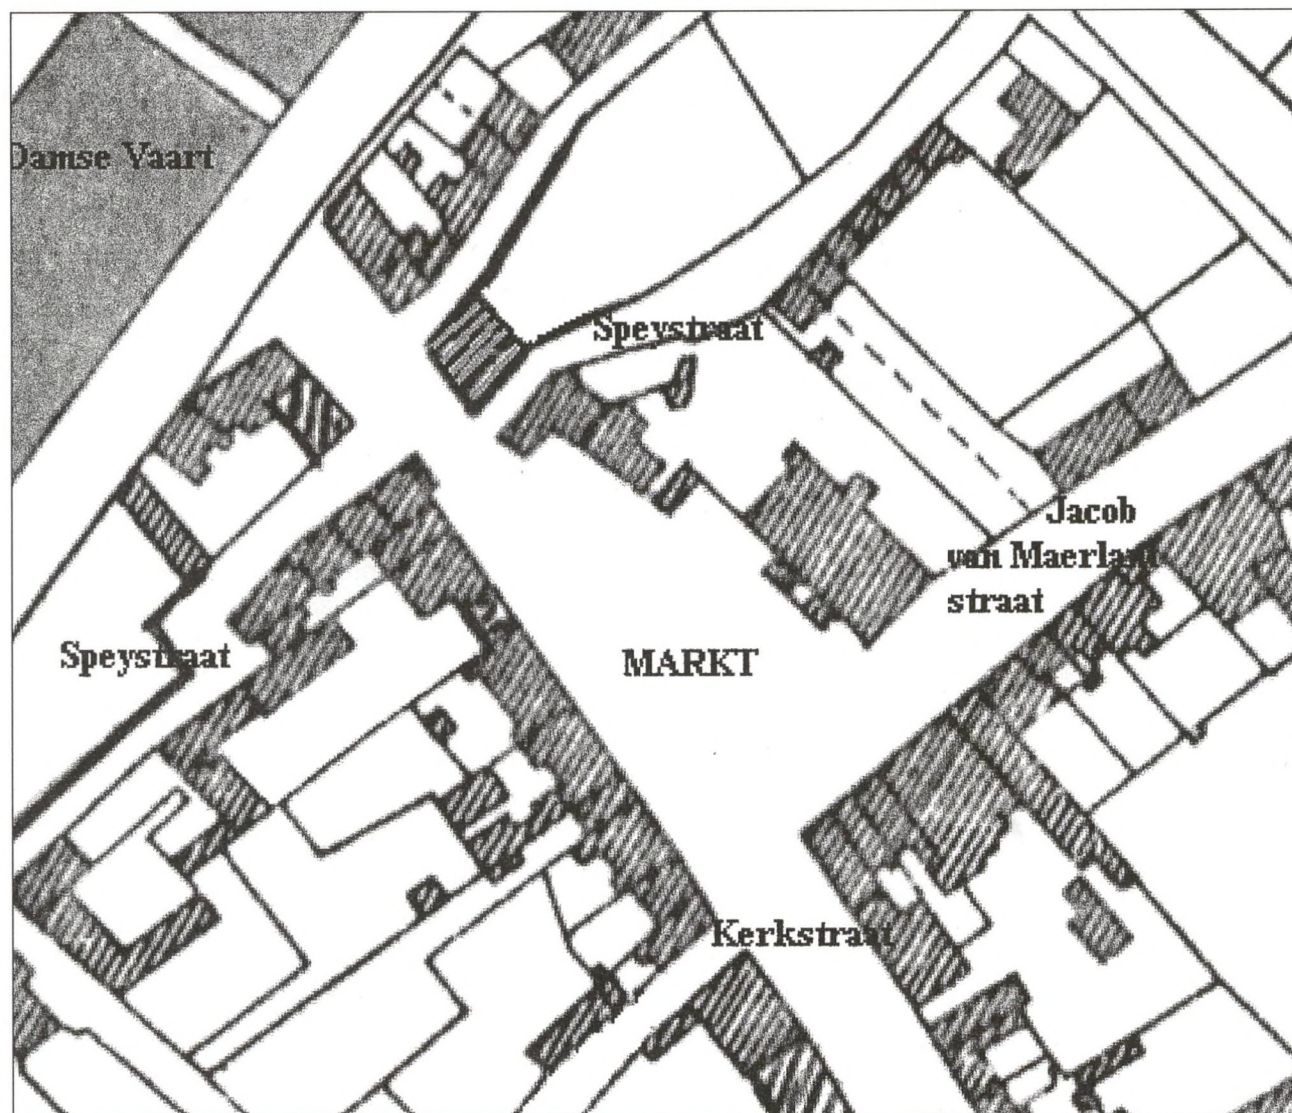 Damse Vaart
Speystraat
Jacob
van Maerlant
straat
Speystraat
MARKT
Kerkstraat